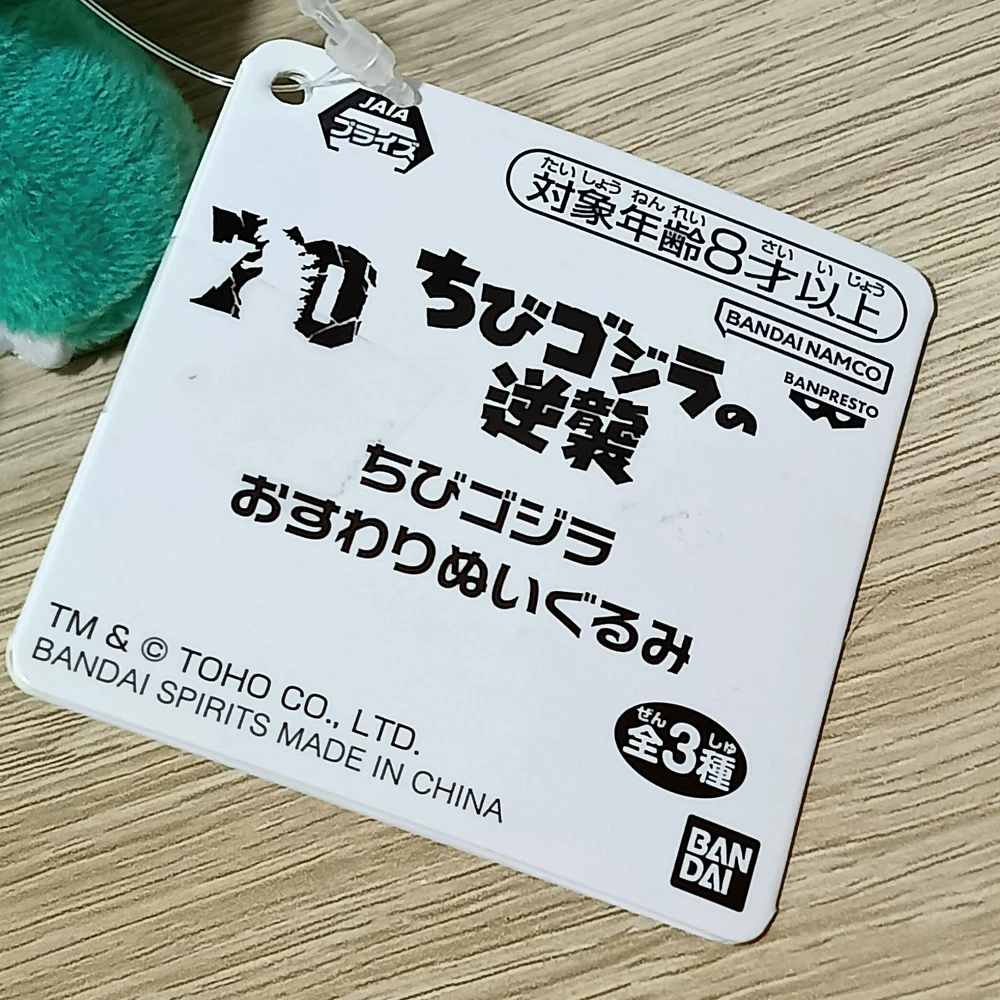 JAIA
プライズ
たいしょうねんれい さいいじょう
対象年齢8才以上
BANDAI NAMCO
BANPRESTO
70
ちびゴジラの
逆襲
ちびゴジラ
おすわりぬいぐるみ
TM & © TOHO CO., LTD.
BANDAI SPIRITS MADE IN CHINA
ぜん しゅ
全3種
BAN
DAI